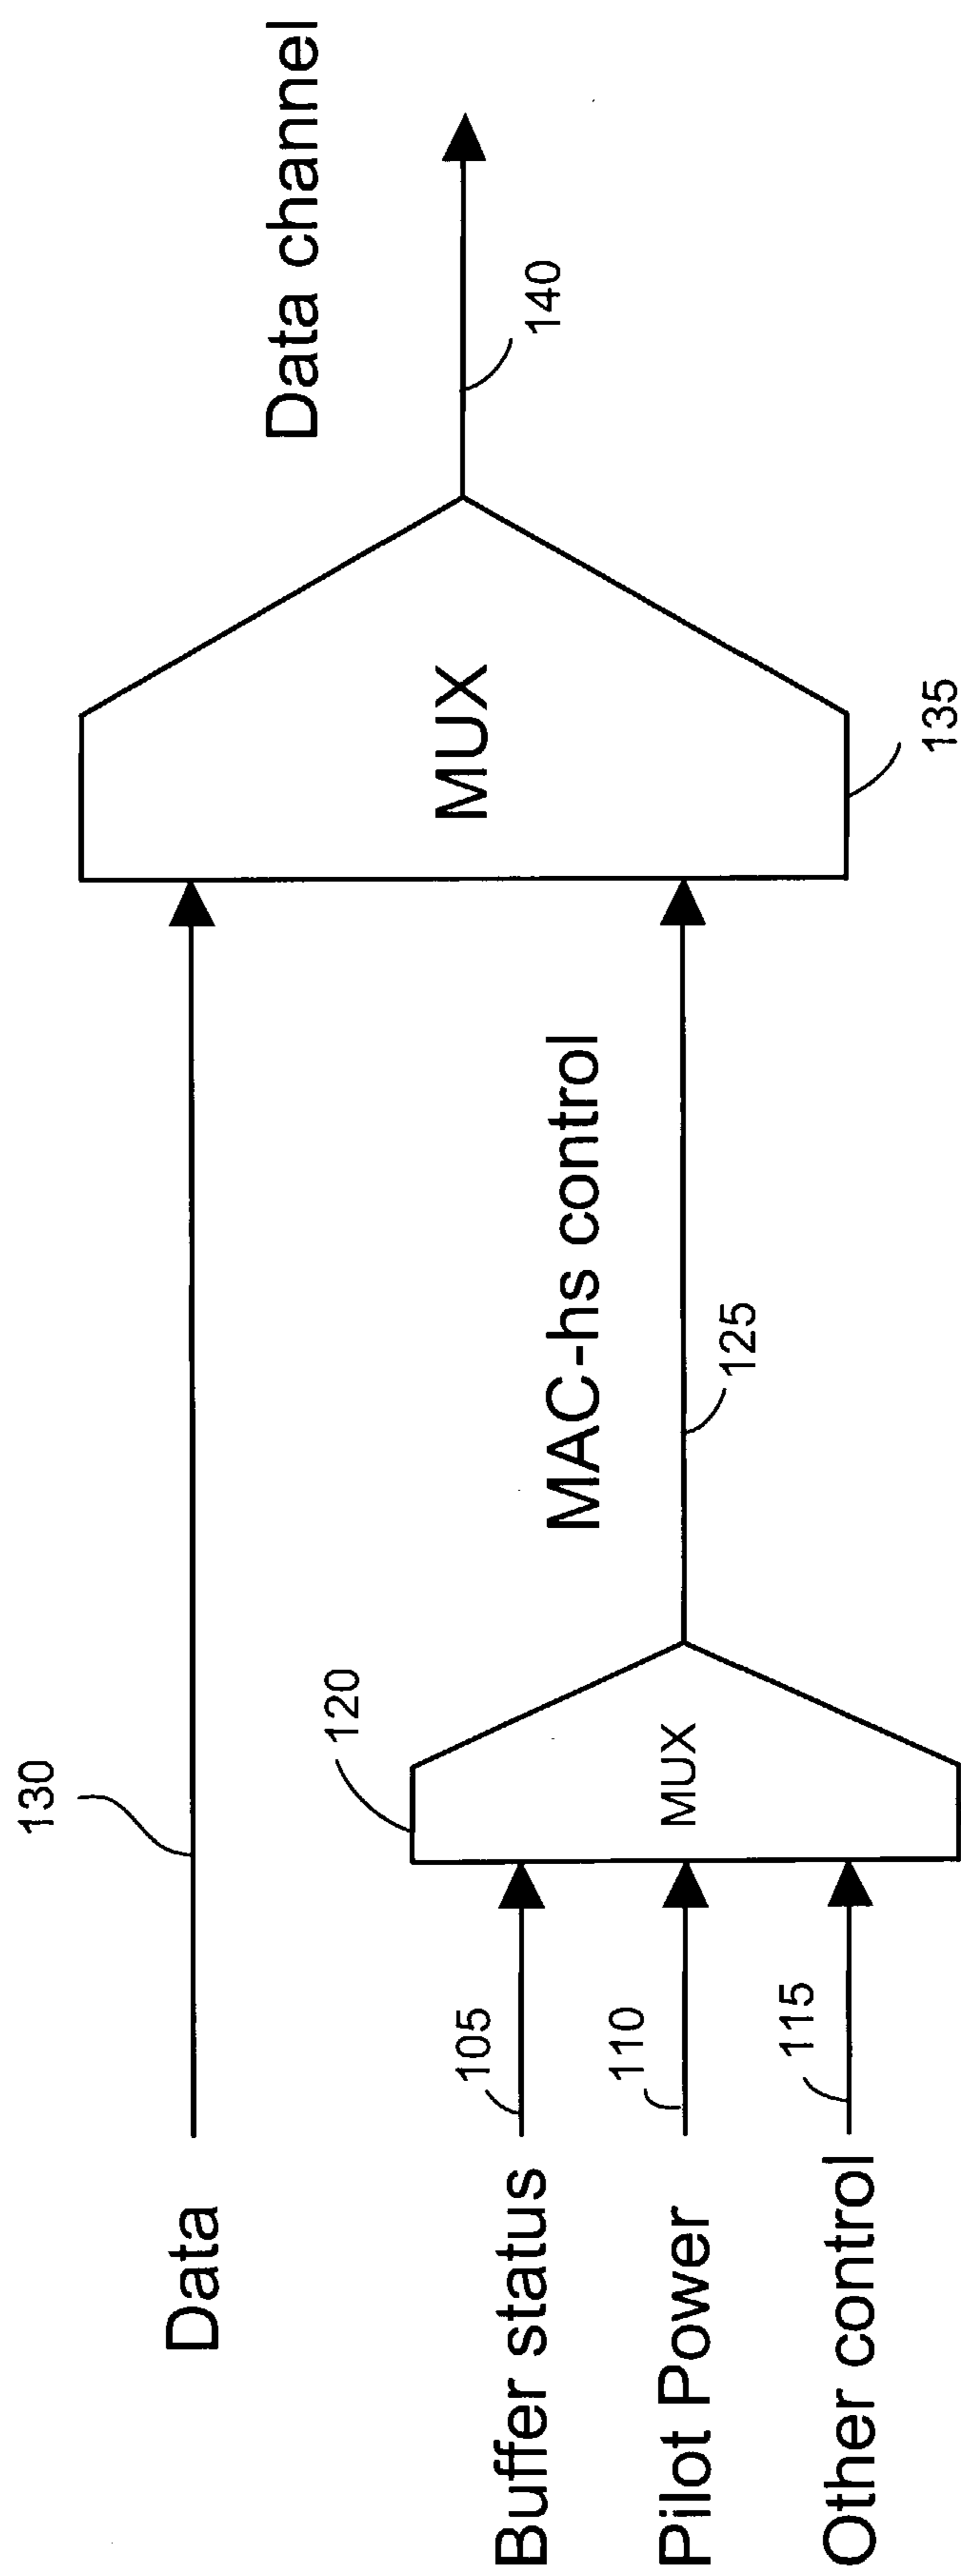 Data channel
140
MUX
135
130
Data
MAC-hs control
125
120
MUX
105
Buffer status
110
Pilot Power
115
Other control